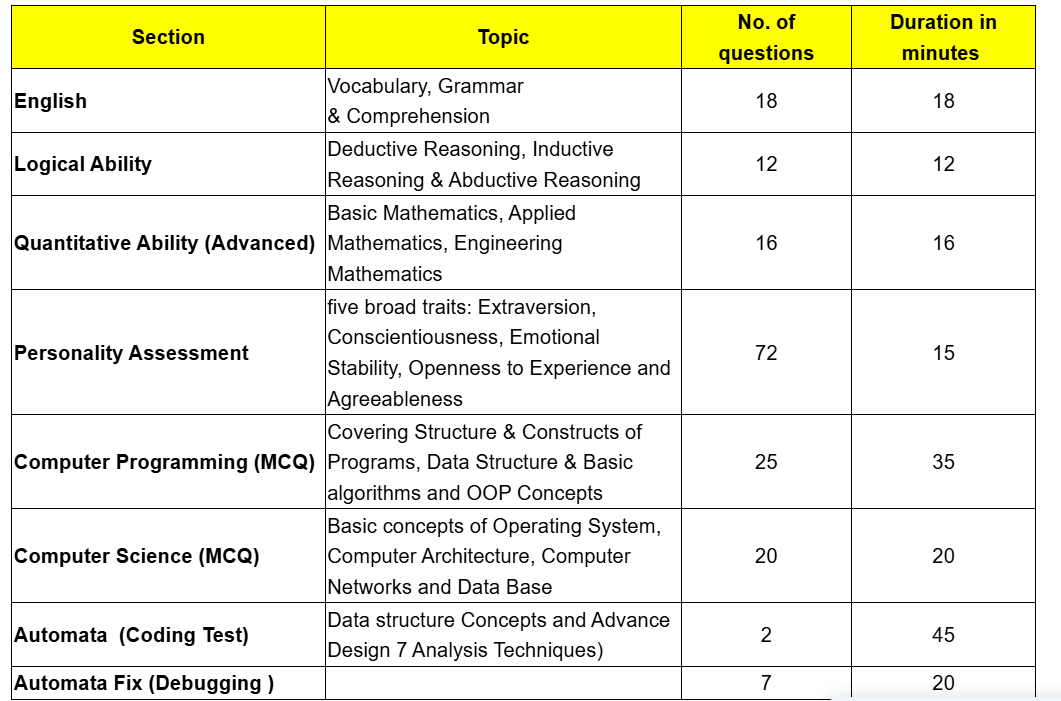 Section Topic No. of questions Duration in minutes
English
Vocabulary, Grammar
& Comprehension
18
18
Logical Ability
Deductive Reasoning, Inductive
Reasoning & Abductive Reasoning
12
12
Quantitative Ability (Advanced)
Basic Mathematics, Applied
Mathematics, Engineering
Mathematics
16
16
Personality Assessment
five broad traits: Extraversion,
Conscientiousness, Emotional
Stability, Openness to Experience and
Agreeableness
72
15
Computer Programming (MCQ)
Covering Structure & Constructs of
Programs, Data Structure & Basic
algorithms and OOP Concepts
25
35
Computer Science (MCQ)
Basic concepts of Operating System,
Computer Architecture, Computer
Networks and Data Base
20
20
Automata  (Coding Test)
Data structure Concepts and Advance
Design 7 Analysis Techniques)
2
45
Automata Fix (Debugging )
7
20